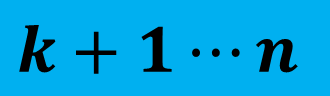 k + 1 ⋯ n